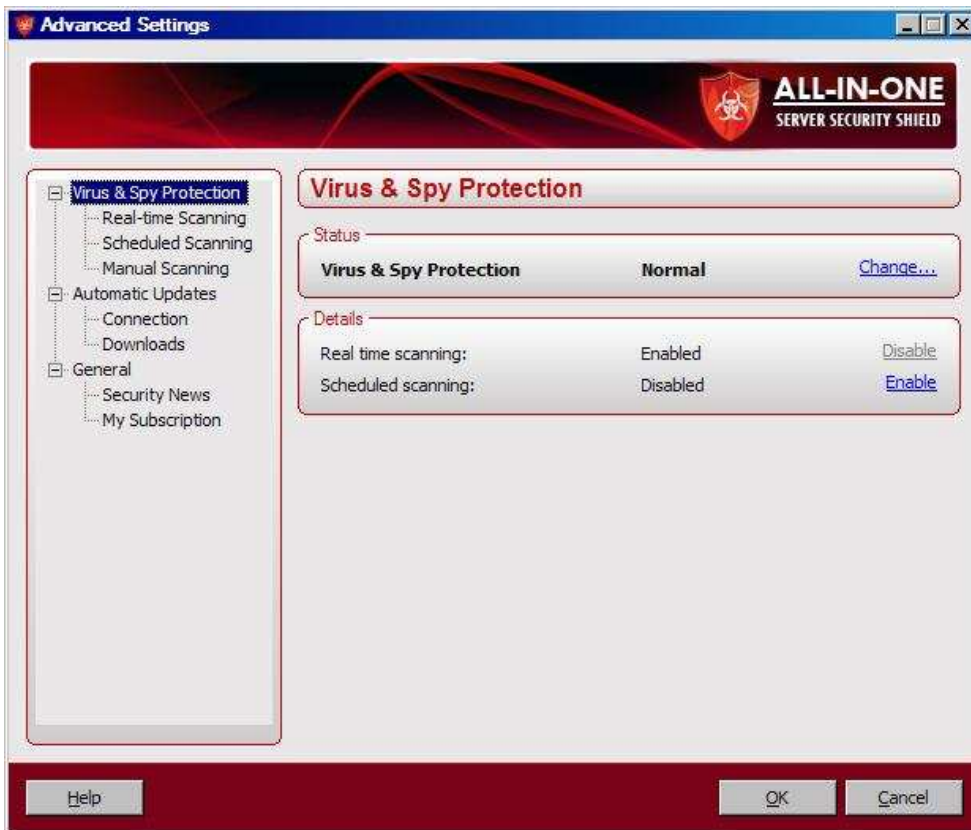 Advanced Settings
ALL-IN-ONE
SERVER SECURITY SHIELD
Virus & Spy Protection
Real-time Scanning
Scheduled Scanning
Manual Scanning
Automatic Updates
Connection
Downloads
General
Security News
My Subscription
Virus & Spy Protection
Status
Virus & Spy Protection Normal Change...
Details
Real time scanning: Enabled Disable
Scheduled scanning: Disabled Enable
Help OK Cancel